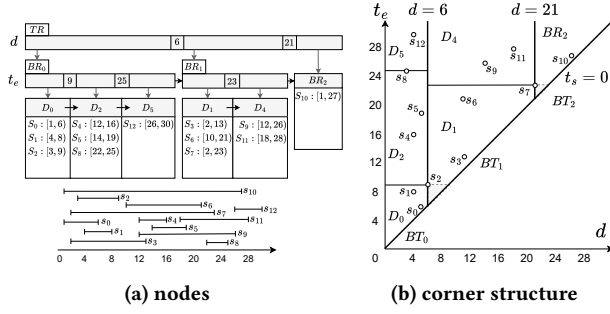 TR
d 6 21
BR₀ BR₁
tₑ 9 25 23 BR₂
S₁₀ : [1, 27)
D₀ D₂ D₅ D₁ D₄
S₀ : [1, 6) S₄ : [12, 16) S₁₂ : [26, 30) S₃ : [2, 13) S₉ : [12, 26)
S₁ : [4, 8) S₅ : [14, 19) S₆ : [10, 21) S₁₁ : [18, 28)
S₂ : [3, 9) S₈ : [22, 25) S₇ : [2, 23)
s₁₀
s₂
s₆
s₇ s₁₂
s₀ s₄ s₁₁
s₁ s₅
s₉
s₃ s₈
0 4 8 12 16 20 24 28
(a) nodes
tₑ d = 6 d = 21
28 D₅ s₁₂ D₄ BR₂
s₁₁
s₉ s₁₀
24 s₈ tₛ = 0
s₇ BT₂
20 s₆
s₅
16 s₄ D₁
D₂
12 s₃ BT₁
8 s₂
s₁
4 D₀ s₀
BT₀
0 4 8 12 16 20 24 28 d
(b) corner structure